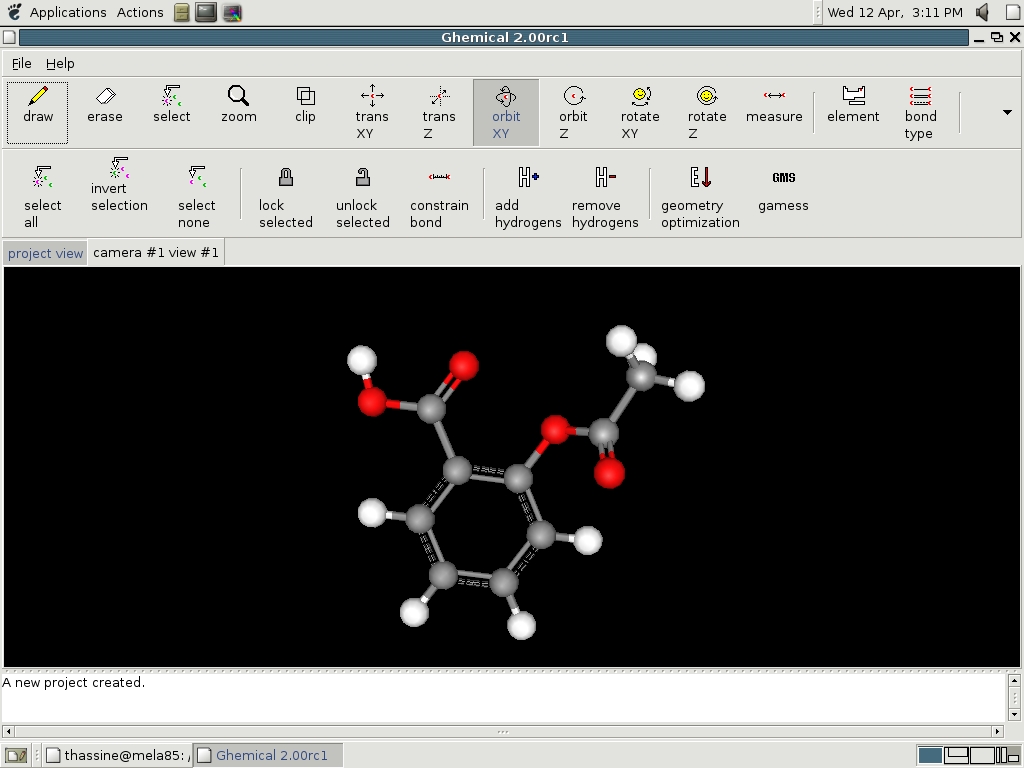 Applications Actions Wed 12 Apr, 3:11 PM
Ghemical 2.00rc1
File Help
draw erase select zoom clip trans XY trans Z orbit XY orbit Z rotate XY rotate Z measure element bond type
select all invert selection select none lock selected unlock selected constrain bond H+ add hydrogens H- remove hydrogens E geometry optimization GMS gamess
project view camera #1 view #1
A new project created.
thassine@mela85: / Ghemical 2.00rc1